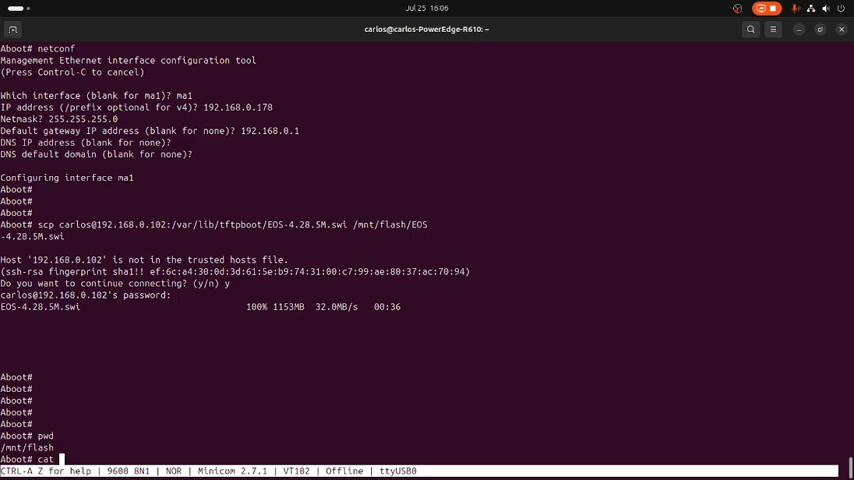 Jul 25 16:06
carlos@carlos-PowerEdge-R610: ~
Aboot# netconf
Management Ethernet interface configuration tool
(Press Control-C to cancel)
Which interface (blank for ma1)? ma1
IP address (/prefix optional for v4)? 192.168.0.178
Netmask? 255.255.255.0
Default gateway IP address (blank for none)? 192.168.0.1
DNS IP address (blank for none)?
DNS default domain (blank for none)?
Configuring interface ma1
Aboot#
Aboot#
Aboot#
Aboot# scp carlos@192.168.0.102:/var/lib/tftpboot/EOS-4.28.5M.swi /mnt/flash/EOS
-4.28.5M.swi
Host '192.168.0.102' is not in the trusted hosts file.
(ssh-rsa fingerprint sha1!! ef:6c:a4:30:0d:3d:61:5e:b9:74:31:00:c7:99:ae:80:37:ac:70:94)
Do you want to continue connecting? (y/n) y
carlos@192.168.0.102's password:
EOS-4.28.5M.swi 100% 1153MB 32.0MB/s 00:36
Aboot#
Aboot#
Aboot#
Aboot#
Aboot#
Aboot# pwd
/mnt/flash
Aboot# cat
CTRL-A Z for help | 9600 8N1 | NOR | Minicom 2.7.1 | VT102 | Offline | ttyUSB0